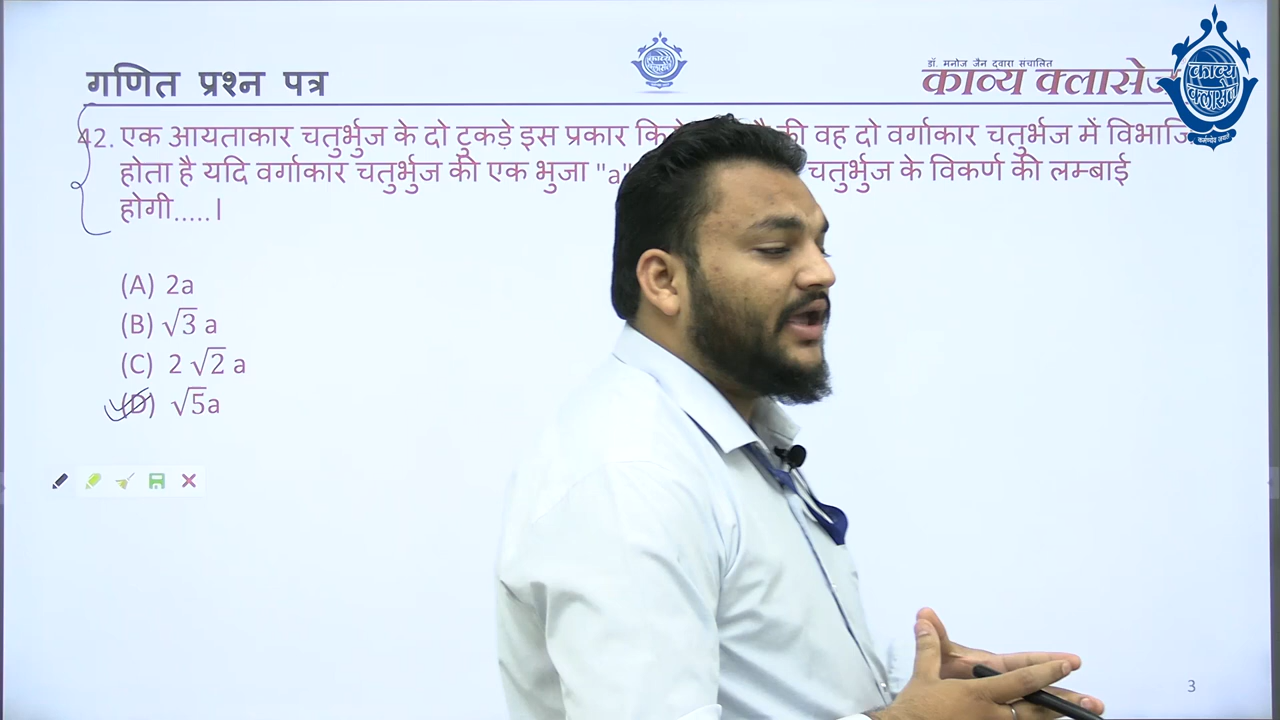 गणित प्रश्न पत्र
डॉ. मनोज जैन द्वारा संचालित
काव्य क्लासेज
काव्य
क्लासेज
42. एक आयताकार चतुर्भुज के दो टुकड़े इस प्रकार की वह दो वर्गाकार चतुर्भज में
होता है यदि वर्गाकार चतुर्भुज की एक भुजा "a" चतुर्भुज के विकर्ण की लम्बाई
होगी.....।
(A) 2a
(B) √3 a
(C) 2 √2 a
(D) √5a
3